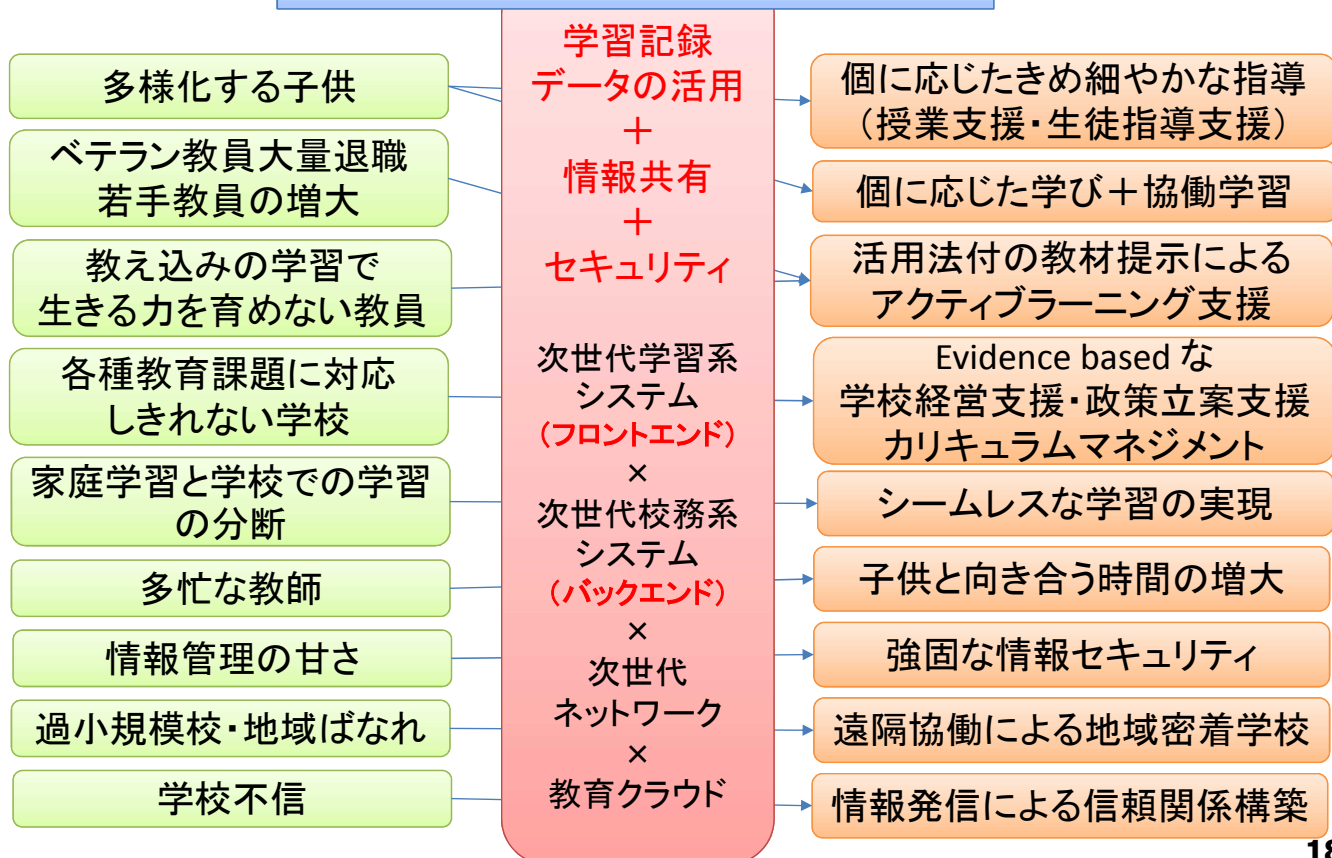 多様化する子供
ベテラン教員大量退職
若手教員の増大
教え込みの学習で
生きる力を育めない教員
各種教育課題に対応
しきれない学校
家庭学習と学校での学習
の分断
多忙な教師
情報管理の甘さ
過小規模校・地域ばなれ
学校不信
学習記録
データの活用
＋
情報共有
＋
セキュリティ
次世代学習系
システム
（フロントエンド）
×
次世代校務系
システム
（バックエンド）
×
次世代
ネットワーク
×
教育クラウド
個に応じたきめ細やかな指導
（授業支援・生徒指導支援）
個に応じた学び＋協働学習
活用法付の教材提示による
アクティブラーニング支援
Evidence based な
学校経営支援・政策立案支援
カリキュラムマネジメント
シームレスな学習の実現
子供と向き合う時間の増大
強固な情報セキュリティ
遠隔協働による地域密着学校
情報発信による信頼関係構築
18